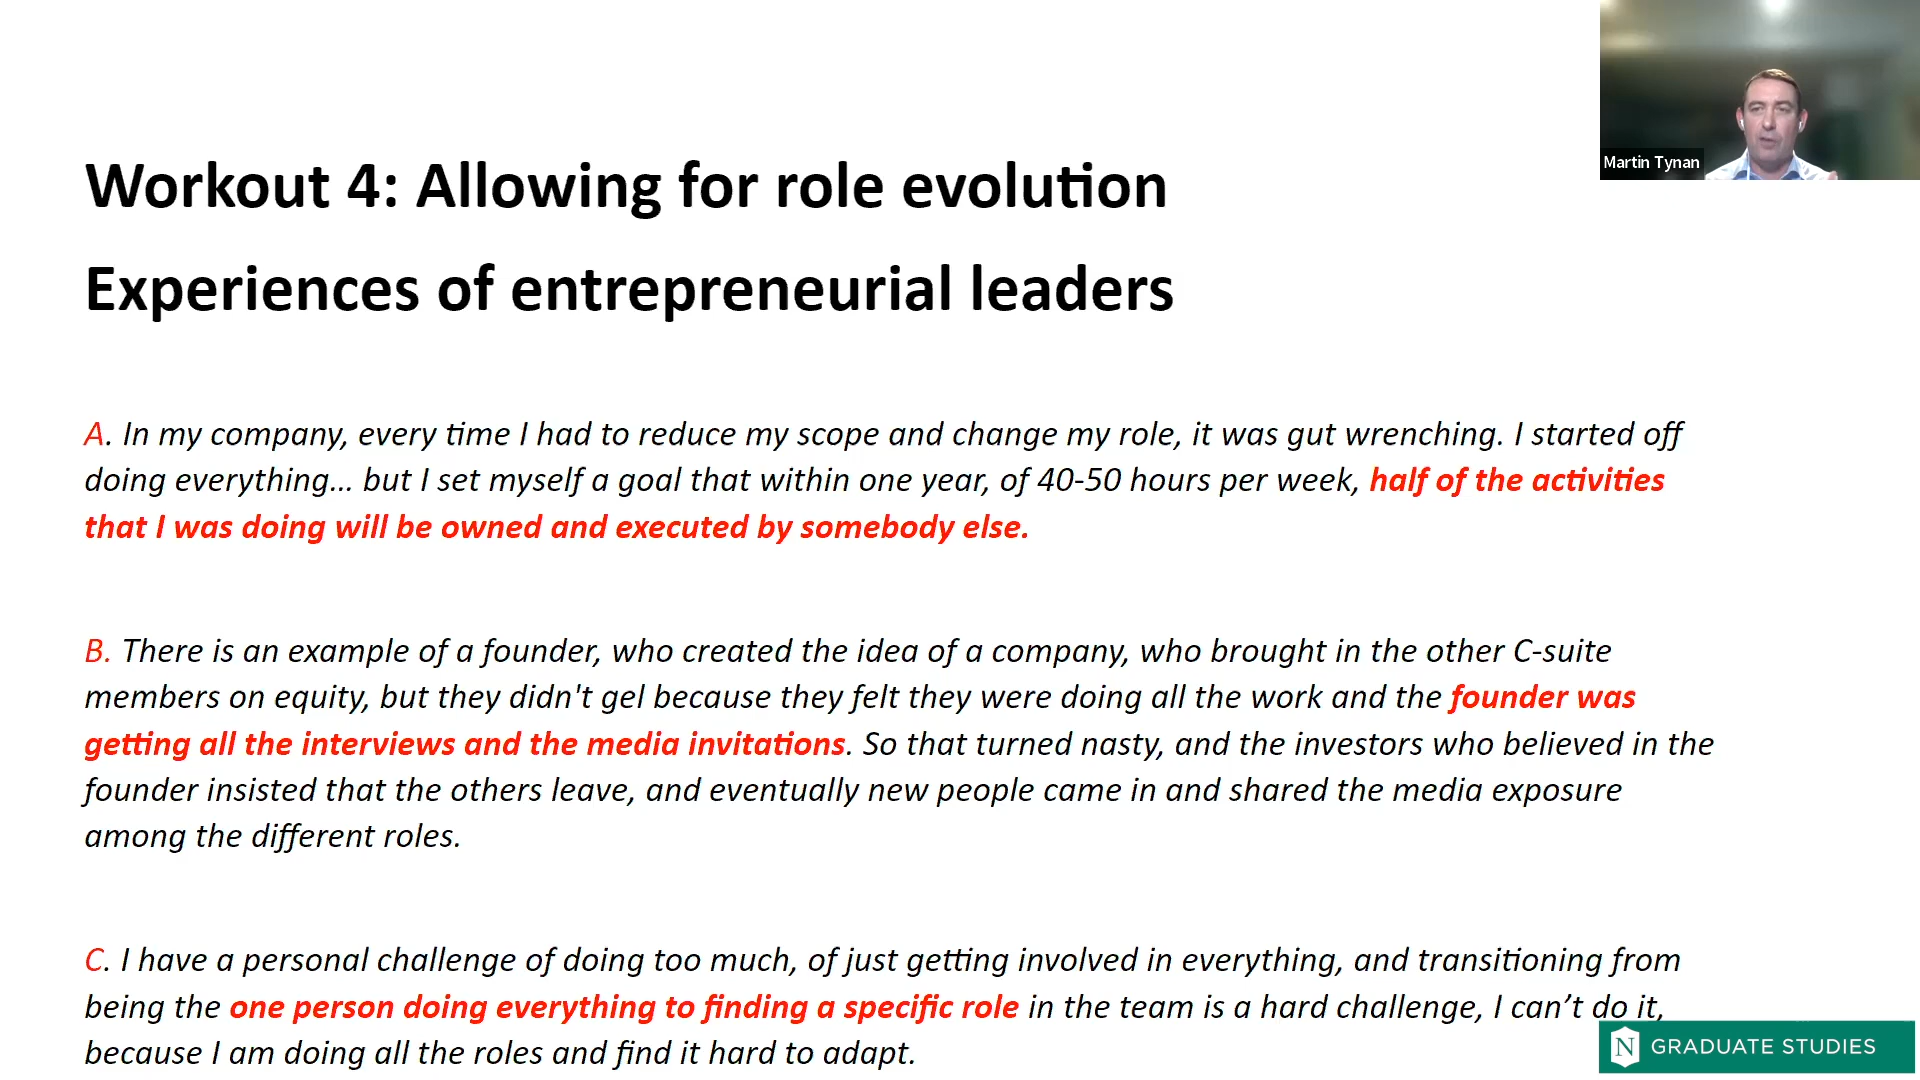 Martin Tynan
Workout 4: Allowing for role evolution
Experiences of entrepreneurial leaders
A. In my company, every time I had to reduce my scope and change my role, it was gut wrenching. I started off
doing everything... but I set myself a goal that within one year, of 40-50 hours per week, half of the activities
that I was doing will be owned and executed by somebody else.
B. There is an example of a founder, who created the idea of a company, who brought in the other C-suite
members on equity, but they didn't gel because they felt they were doing all the work and the founder was
getting all the interviews and the media invitations. So that turned nasty, and the investors who believed in the
founder insisted that the others leave, and eventually new people came in and shared the media exposure
among the different roles.
C. I have a personal challenge of doing too much, of just getting involved in everything, and transitioning from
being the one person doing everything to finding a specific role in the team is a hard challenge, I can’t do it,
because I am doing all the roles and find it hard to adapt.
N GRADUATE STUDIES